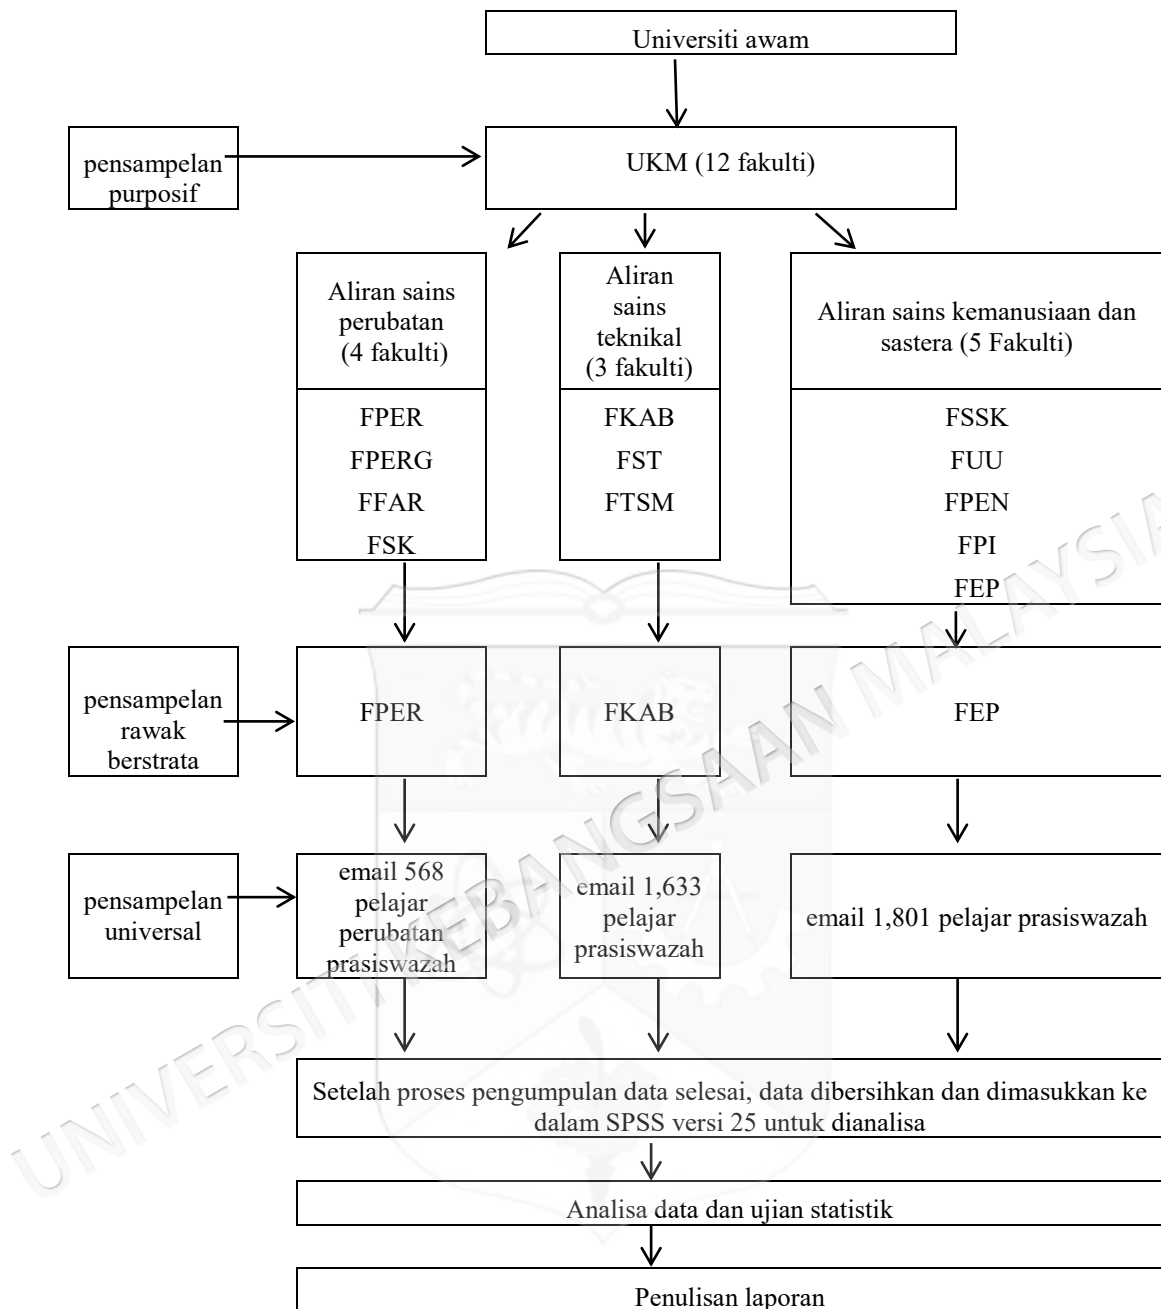 Universiti awam
pensampelan
purposif
UKM (12 fakulti)
Aliran sains
perubatan
(4 fakulti)
Aliran
sains
teknikal
(3 fakulti)
Aliran sains kemanusiaan dan
sastera (5 Fakulti)
FPER
FPERG
FFAR
FSK
FKAB
FST
FTSM
FSSK
FUU
FPEN
FPI
FEP
pensampelan
rawak
berstrata
FPER
FKAB
FEP
pensampelan
universal
email 568
pelajar
perubatan
prasiswazah
email 1,633
pelajar
prasiswazah
email 1,801 pelajar prasiswazah
Setelah proses pengumpulan data selesai, data dibersihkan dan dimasukkan ke
dalam SPSS versi 25 untuk dianalisa
Analisa data dan ujian statistik
Penulisan laporan
UNIVERSITI KEBANGSAAN MALAYSIA